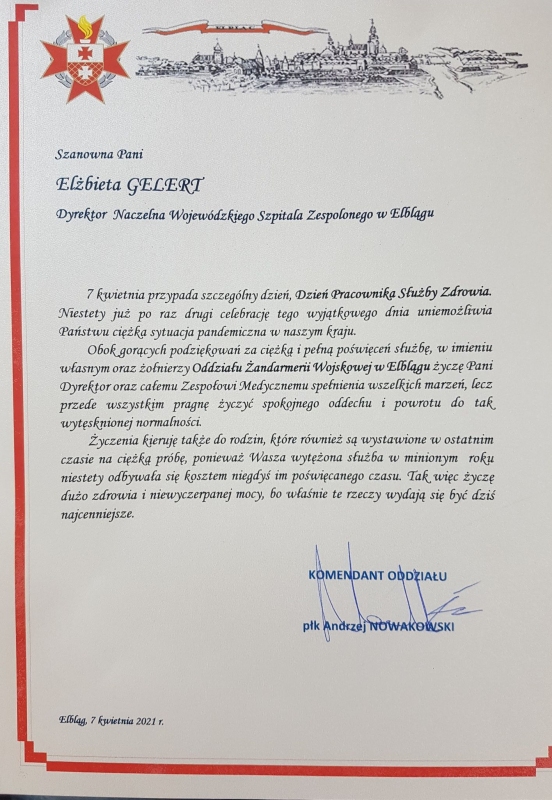 ELBLĄG
Szanowna Pani
Elżbieta GELERT
Dyrektor Naczelna Wojewódzkiego Szpitala Zespolonego w Elblągu
7 kwietnia przypada szczególny dzień, Dzień Pracownika Służby Zdrowia.
Niestety już po raz drugi celebrację tego wyjątkowego dnia uniemożliwia
Państwu ciężka sytuacja pandemiczna w naszym kraju.
Obok gorących podziękowań za ciężką i pełną poświęceń służbę, w imieniu
własnym oraz żołnierzy Oddziału Żandarmerii Wojskowej w Elblągu życzę Pani
Dyrektor oraz całemu Zespołowi Medycznemu spełnienia wszelkich marzeń, lecz
przede wszystkim pragnę życzyć spokojnego oddechu i powrotu do tak
wytęsknionej normalności.
Życzenia kieruję także do rodzin, które również są wystawione w ostatnim
czasie na ciężką próbę, ponieważ Wasza wytężona służba w minionym roku
niestety odbywała się kosztem niegdyś im poświęcanego czasu. Tak więc życzę
dużo zdrowia i niewyczerpanej mocy, bo właśnie te rzeczy wydają się być dziś
najcenniejsze.
KOMENDANT ODDZIAŁU
płk Andrzej NOWAKOWSKI
Elbląg, 7 kwietnia 2021 r.